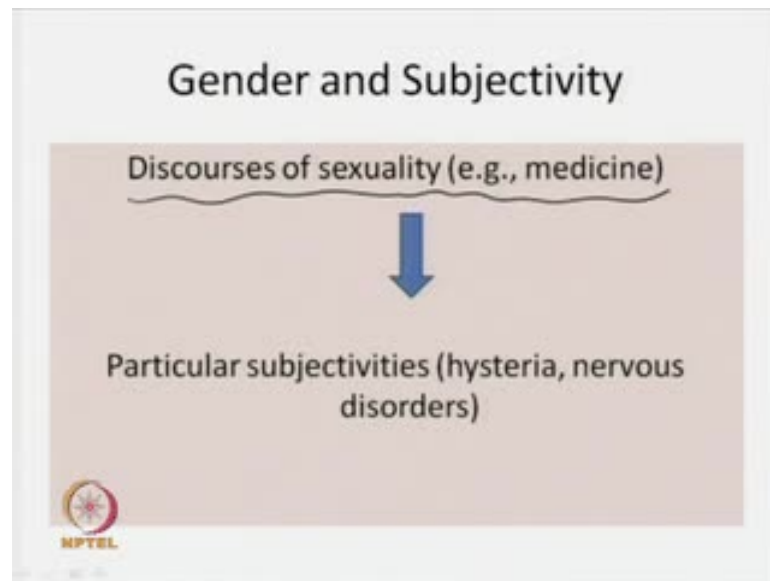 Gender and Subjectivity
Discourses of sexuality (e.g., medicine)
Particular subjectivities (hysteria, nervous
disorders)
NPTEL